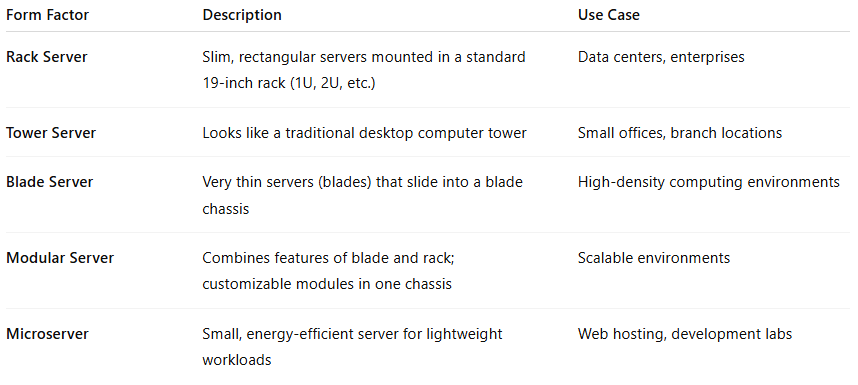 Form Factor Description Use Case
Rack Server Slim, rectangular servers mounted in a standard Data centers, enterprises
19-inch rack (1U, 2U, etc.)
Tower Server Looks like a traditional desktop computer tower Small offices, branch locations
Blade Server Very thin servers (blades) that slide into a blade High-density computing environments
chassis
Modular Server Combines features of blade and rack; Scalable environments
customizable modules in one chassis
Microserver Small, energy-efficient server for lightweight Web hosting, development labs
workloads